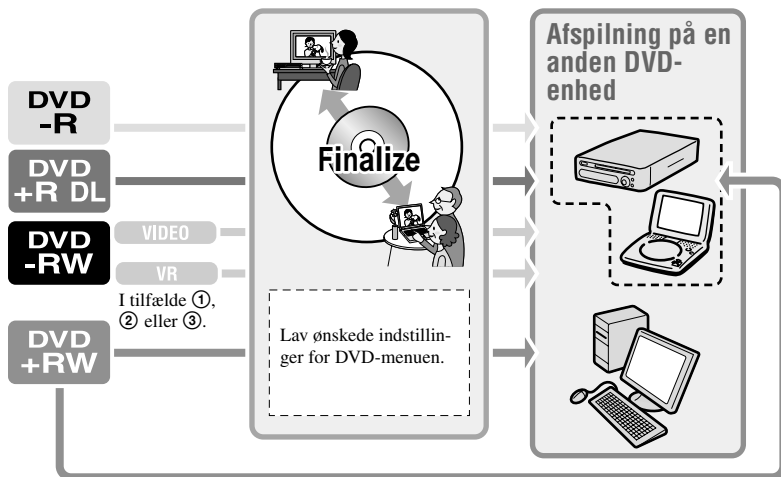 Afspilning på en
anden DVD-
enhed
DVD
-R
DVD
+R DL
DVD
-RW
VIDEO
VR
I tilfælde ①,
② eller ③.
DVD
+RW
Finalize
Lav ønskede indstillin-
ger for DVD-menuen.